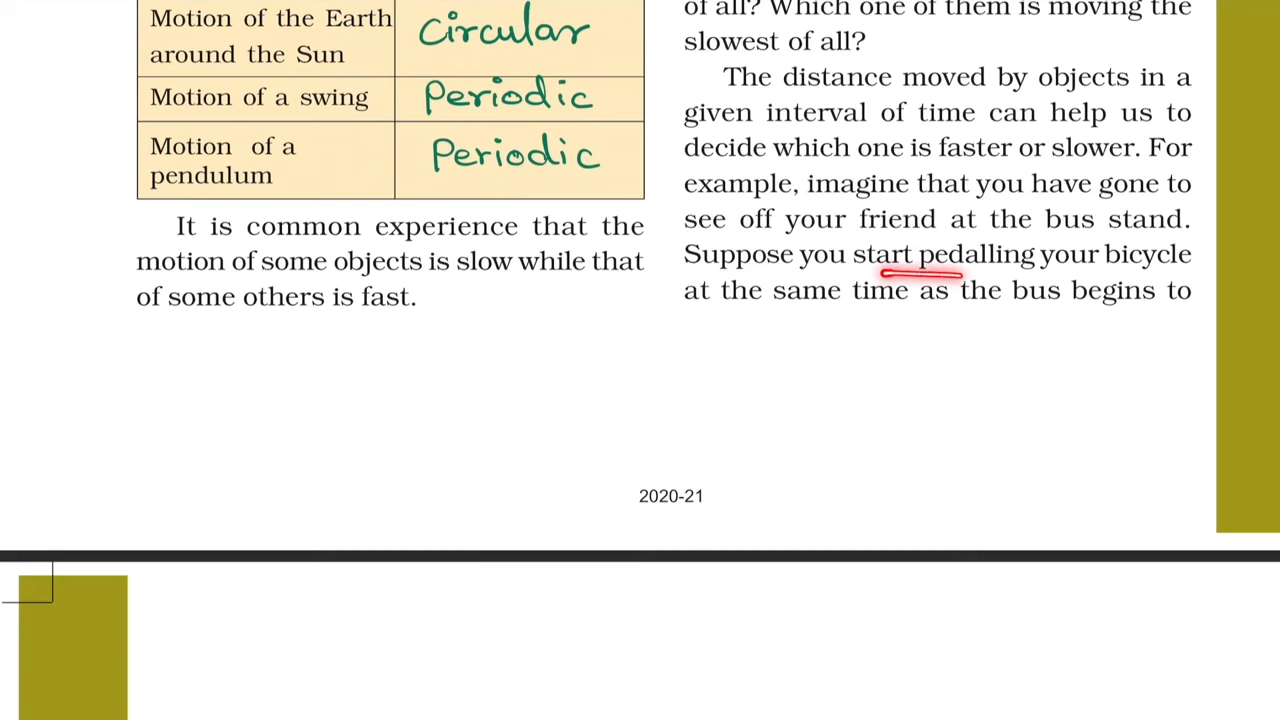 Motion of the Earth
around the Sun
Circular
Motion of a swing
Periodic
Motion of a
pendulum
Periodic
It is common experience that the
motion of some objects is slow while that
of some others is fast.
of all? Which one of them is moving the
slowest of all?
The distance moved by objects in a
given interval of time can help us to
decide which one is faster or slower. For
example, imagine that you have gone to
see off your friend at the bus stand.
Suppose you start pedalling your bicycle
at the same time as the bus begins to
2020-21